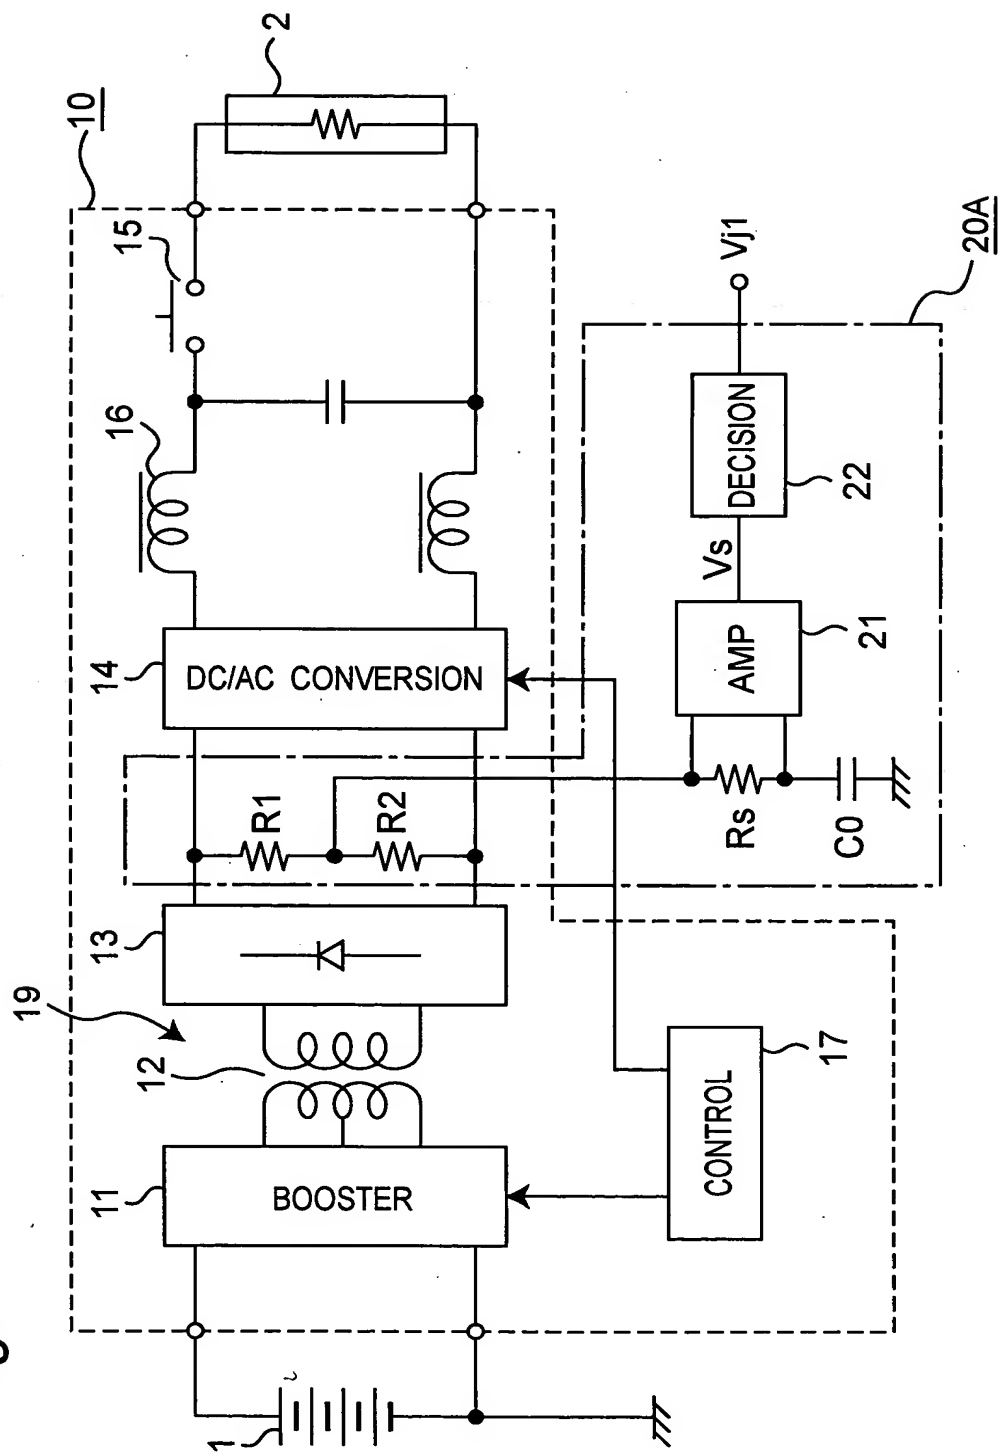 10
2
15
16
14
DC/AC CONVERSION
R1
R2
13
19
12
11
BOOSTER
1
CONTROL
17
Rs
C0
AMP
21
Vs
DECISION
22
Vj1
20A